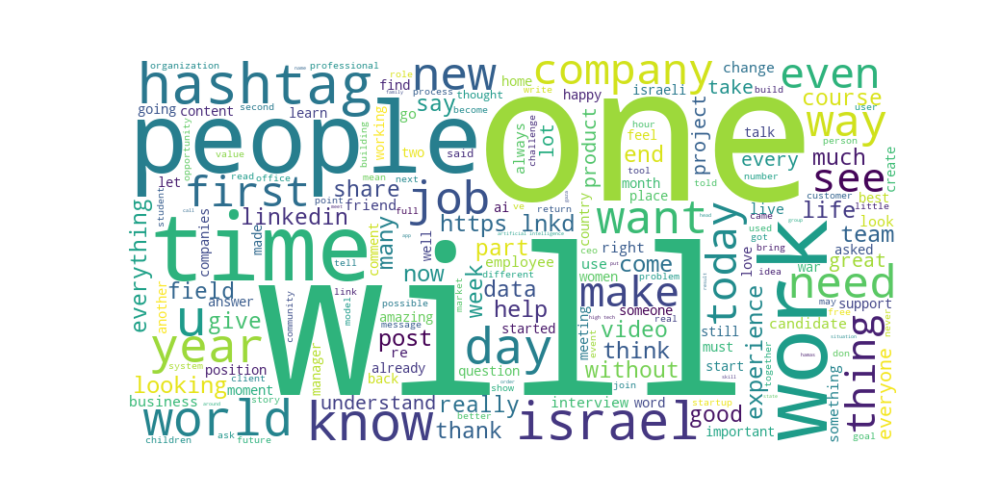 organization professional
hashtag
new
company
change
even
role
find
process
thought
home
write
happy
israeli
take
course
going
content
second
learn
go
say
become
always
challenge
lot
hour
feel
project
talk
user
way
people
one
building
working
two
said
product
end
every
person
much
create
opportunity
value
let
read
office
mean
next
month
tool
told
number
see
customer
best
first
share
point
friend
full
job
ai
ve
return
place
live
life
little
student
linkedin
https lnkd
country
want
love
came
used
got
look
everything
companies
made
time
comment
many
well
part
ceo
right
today
bring
idea
group
team
asked
tell
app
now
employee
different
artificial intelligence
use
women
come
problem
war
great
field
another
link
model
possible
week
data
market
help
make
someone
real
still
experience
need
may
support
u
answer
give
community
amazing
message
post
started
meeting
event
high tech
video
must
candidate
free
never
year
system
position
manager
re
already
day
question
think
without
start
together
work
don
situation
thing
looking
moment
client
back
show
order
join
startup
skill
business
story
will
understand
really
interview
word
something
everyone
world
around
know
better
israel
good
important
goal
children
ask
future
thank